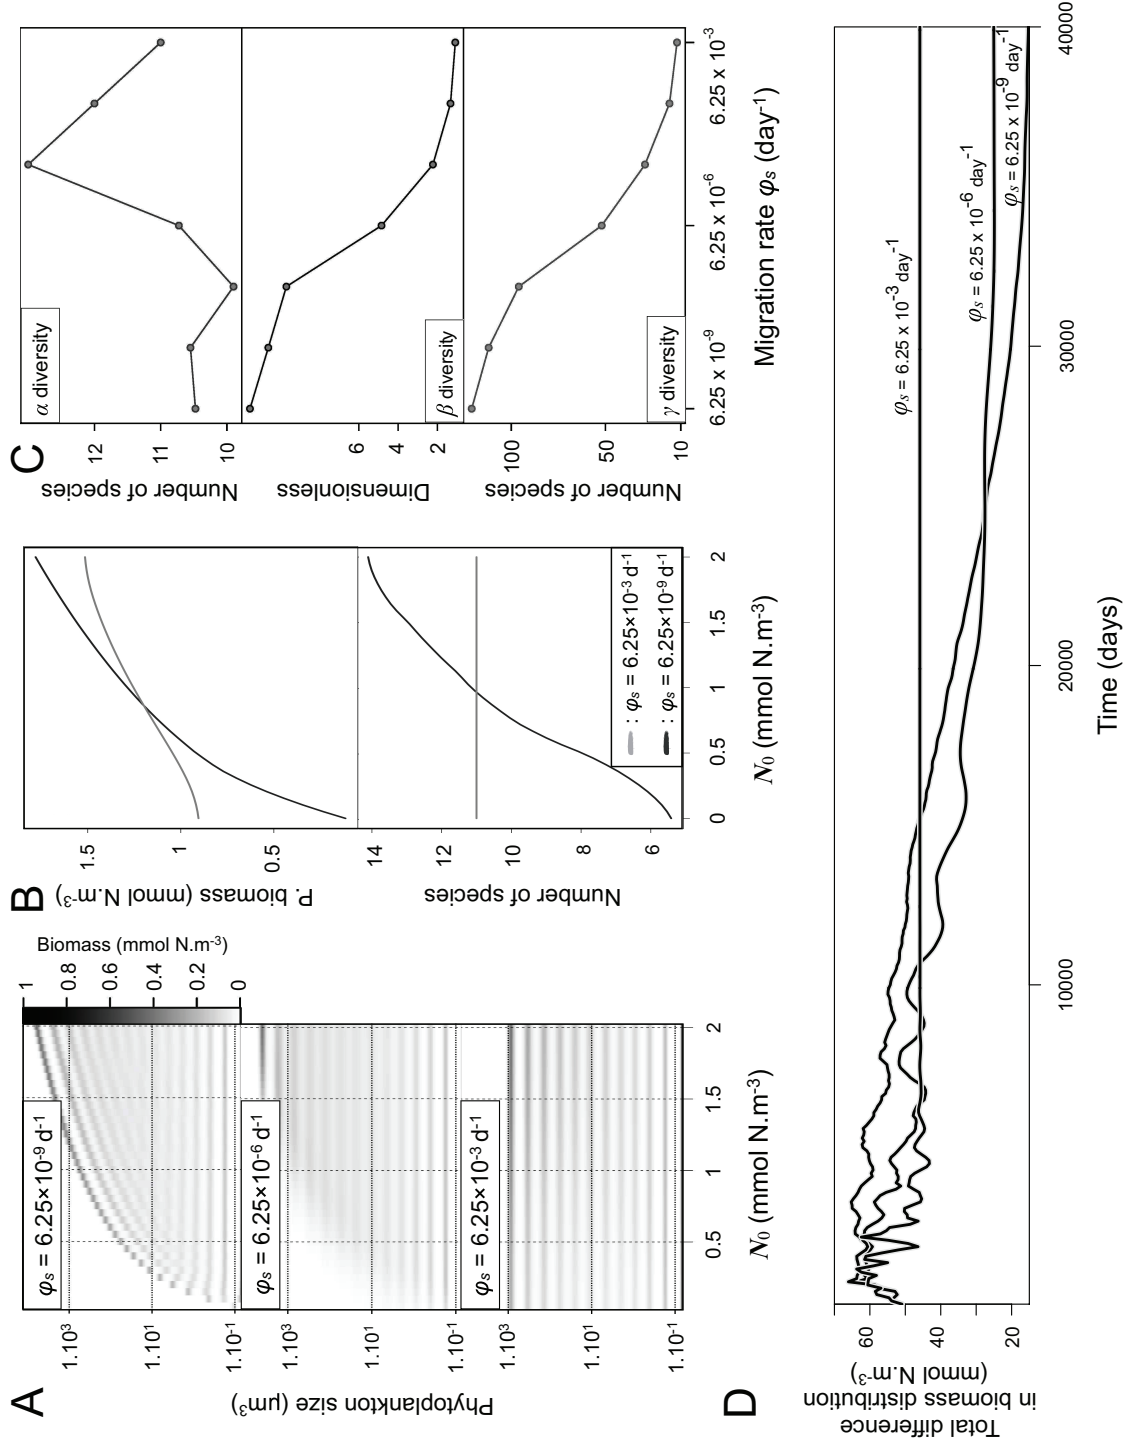 A
φs = 6.25×10-9 d-1
φs = 6.25×10-6 d-1
φs = 6.25×10-3 d-1
Biomass (mmol N.m-3)
1
0.8
0.6
0.4
0.2
0
1.103
1.101
1.10-1
1.103
1.101
1.10-1
1.103
1.101
1.10-1
Phytoplankton size (µm3)
0.5
1
1.5
2
N0 (mmol N.m-3)
B
P. biomass (mmol N.m-3)
1.5
1
0.5
Number of species
14
12
10
8
6
: φs = 6.25×10-3 d-1
: φs = 6.25×10-9 d-1
0
0.5
1
1.5
2
N0 (mmol N.m-3)
C
α diversity
Number of species
12
11
10
β diversity
Dimensionless
6
4
2
γ diversity
Number of species
100
50
10
6.25 x 10-9
6.25 x 10-6
6.25 x 10-3
Migration rate φs (day-1)
D
Total difference
in biomass distribution
(mmol N.m-3)
60
40
20
φs = 6.25 x 10-3 day-1
φs = 6.25 x 10-6 day-1
φs = 6.25 x 10-9 day-1
10000
20000
30000
40000
Time (days)